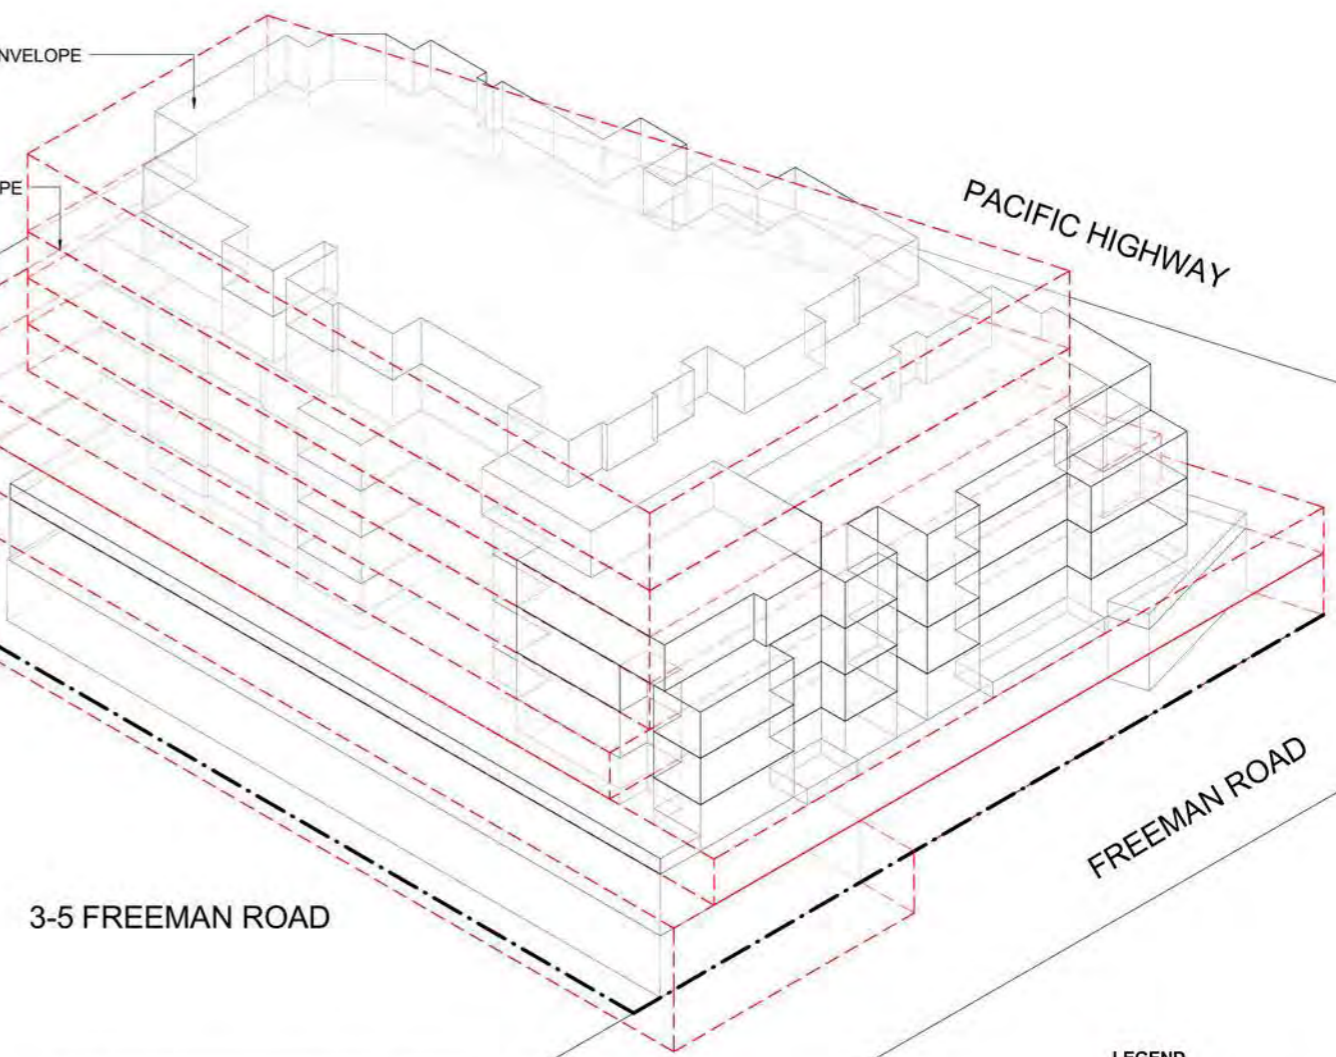 NVELOPE
PE
PACIFIC HIGHWAY
FREEMAN ROAD
3-5 FREEMAN ROAD
LEGEND